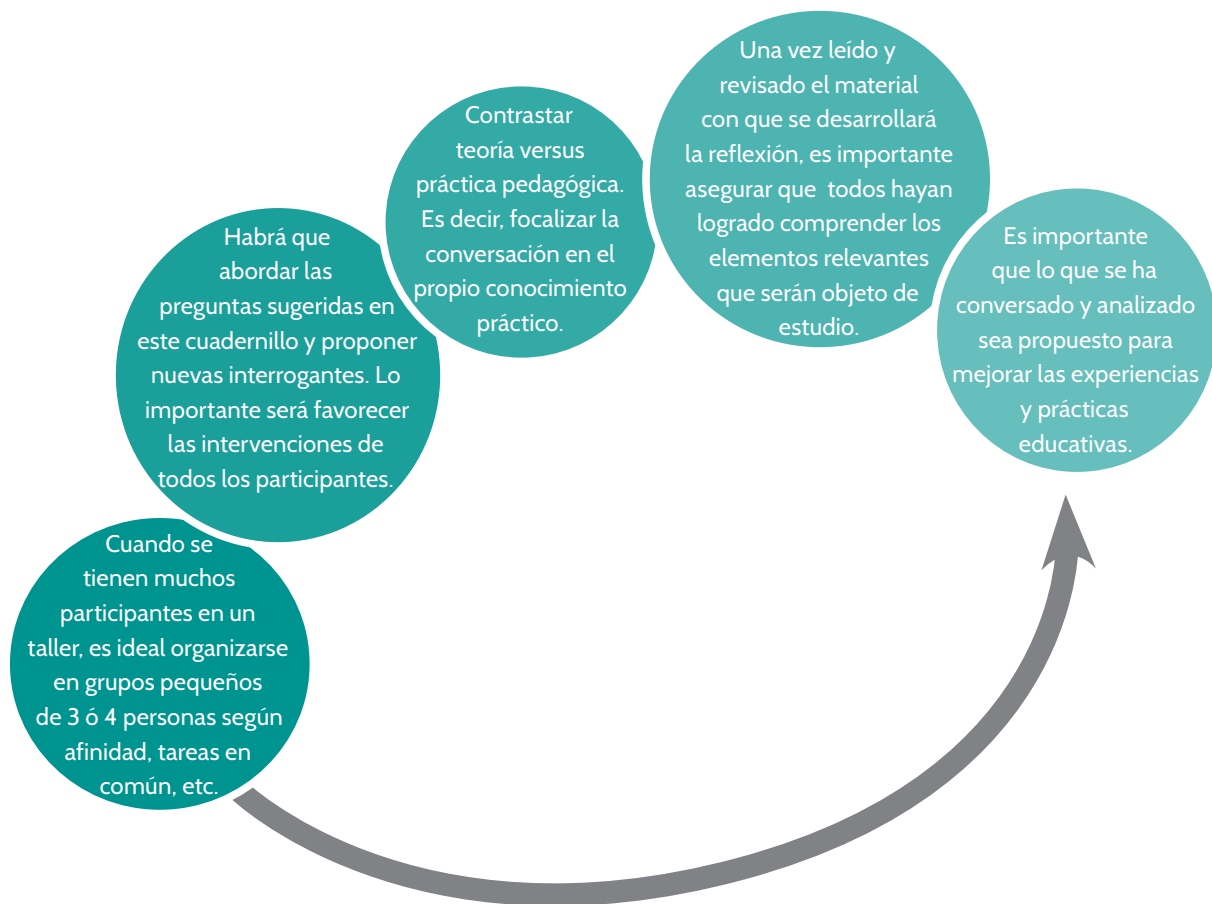 Cuando se
tienen muchos
participantes en un
taller, es ideal organizarse
en grupos pequeños
de 3 ó 4 personas según
afinidad, tareas en
común, etc.
Habrá que
abordar las
preguntas sugeridas en
este cuadernillo y proponer
nuevas interrogantes. Lo
importante será favorecer
las intervenciones de
todos los participantes.
Contrastar
teoría versus
práctica pedagógica.
Es decir, focalizar la
conversación en el
propio conocimiento
práctico.
Una vez leído y
revisado el material
con que se desarrollará
la reflexión, es importante
asegurar que todos hayan
logrado comprender los
elementos relevantes
que serán objeto de
estudio.
Es importante
que lo que se ha
conversado y analizado
sea propuesto para
mejorar las experiencias
y prácticas
educativas.